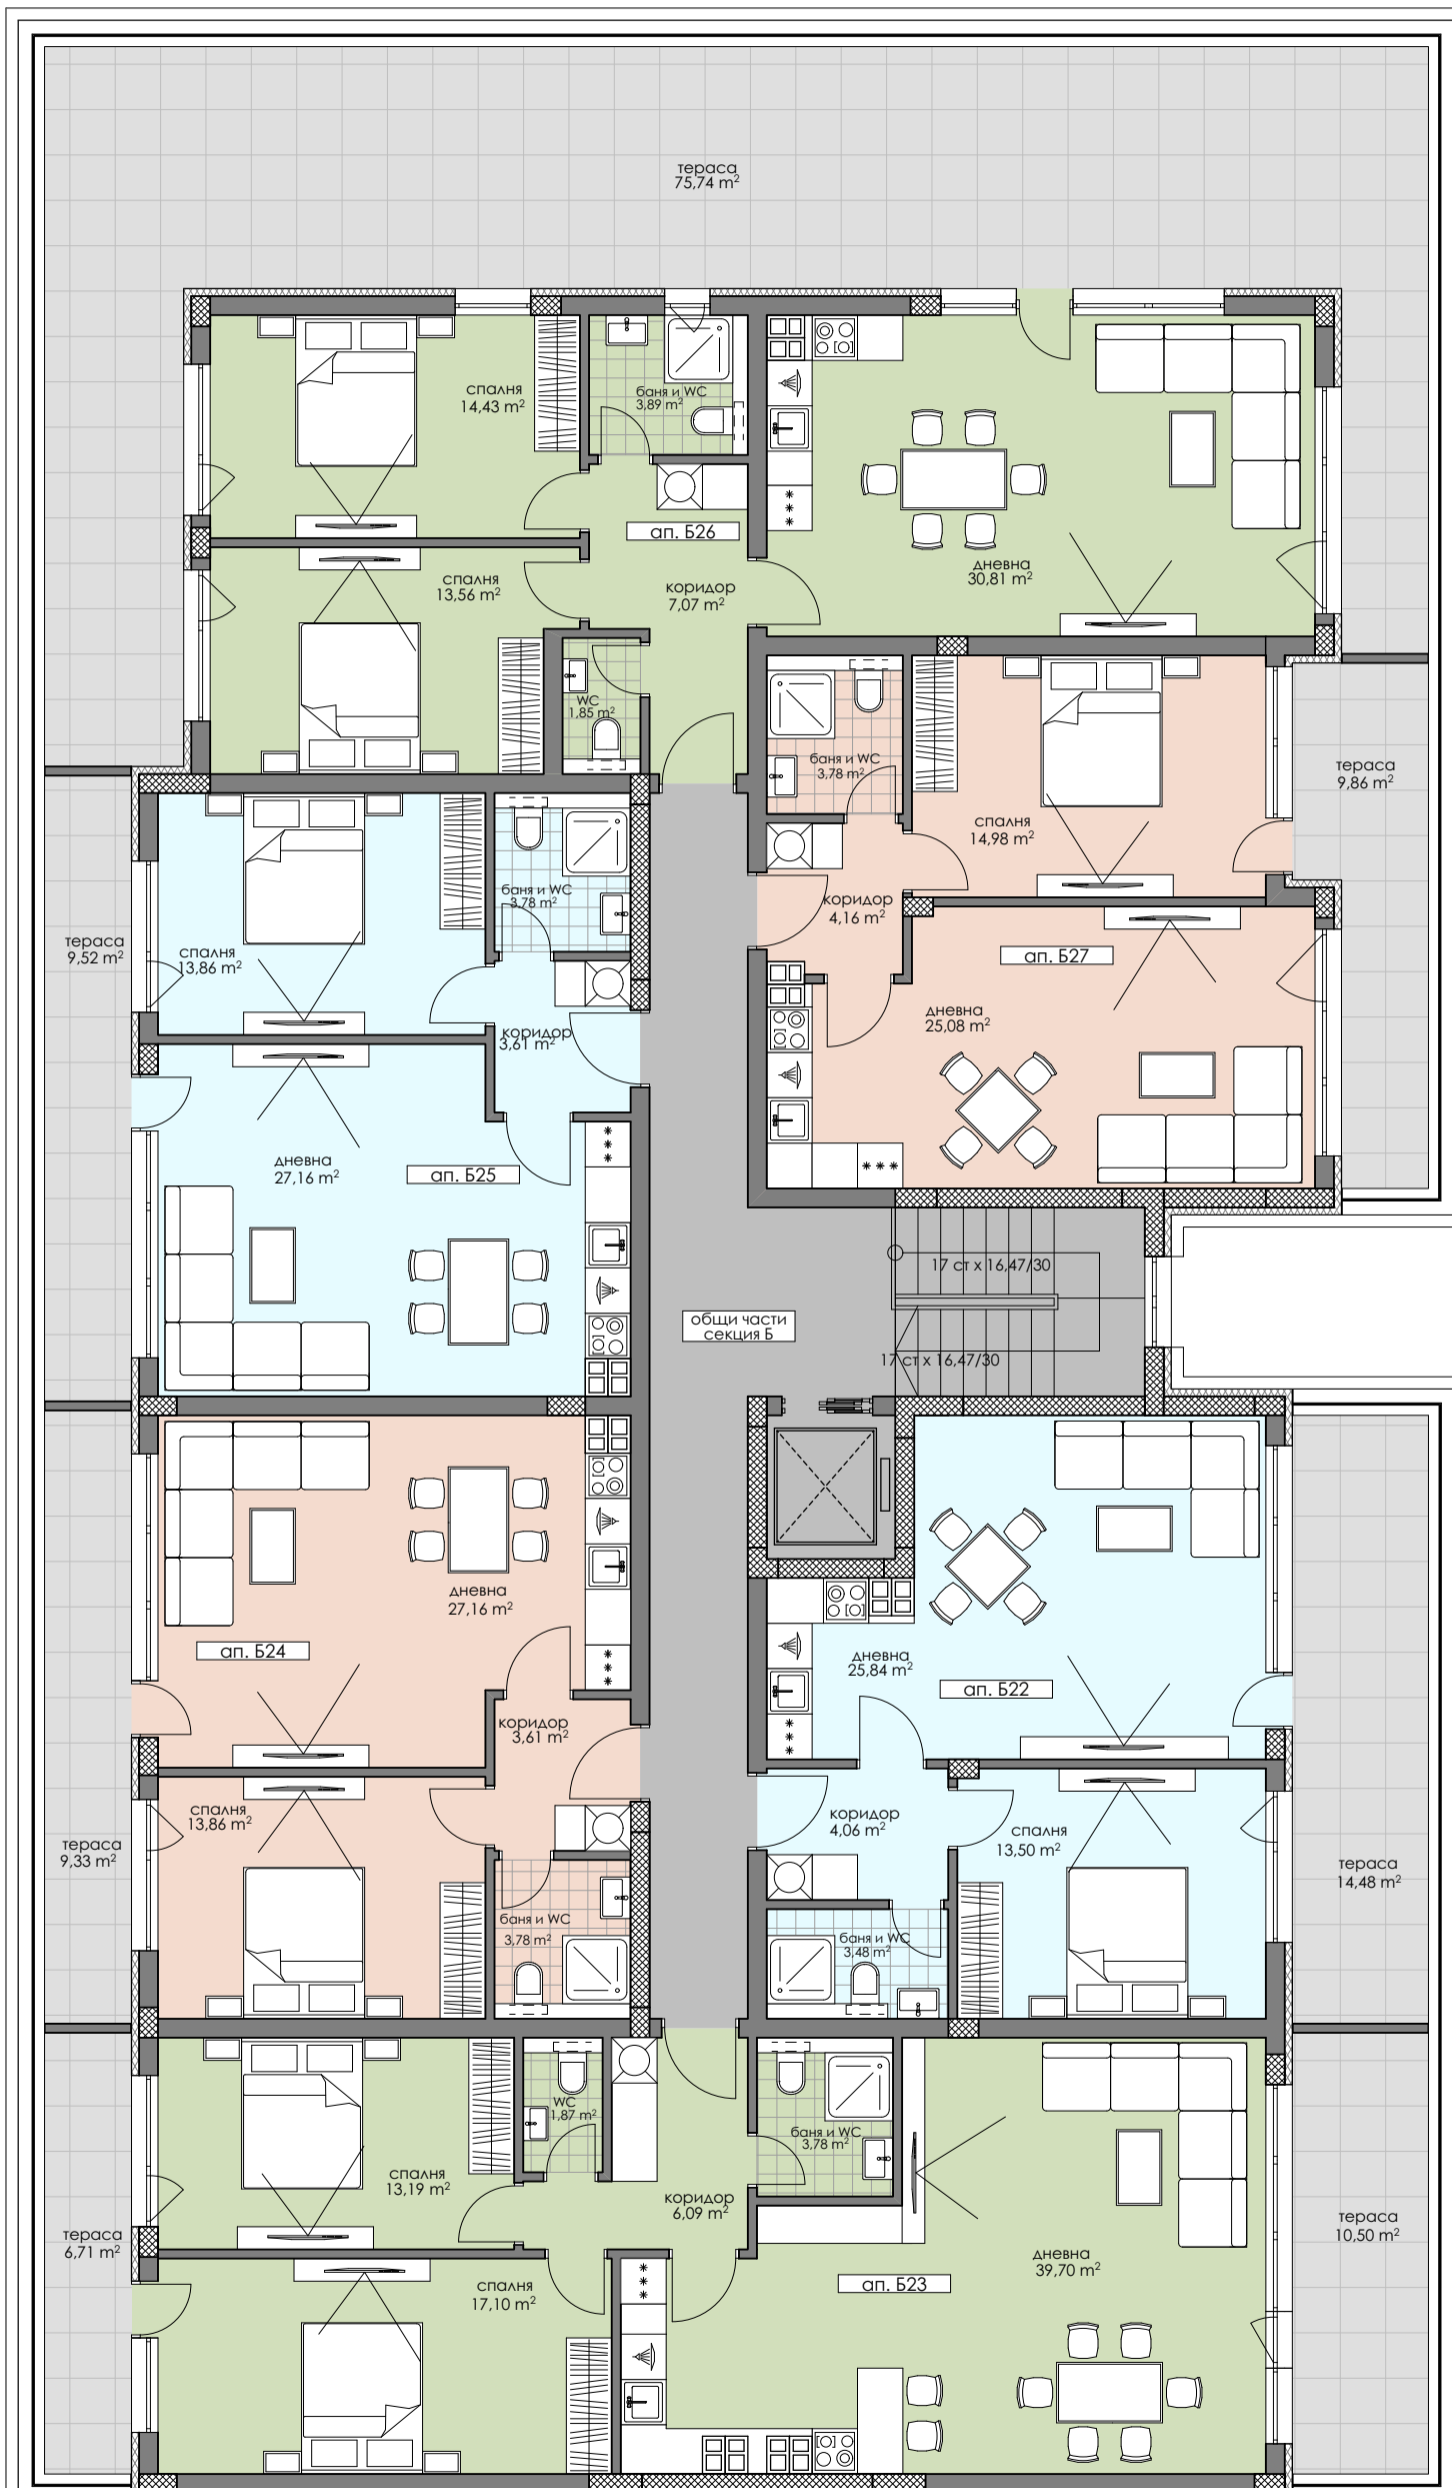 тераса
75,74 m²
спалня
14,43 m²
баня и WC
3,89 m²
ап. Б26
дневна
30,81 m²
спалня
13,56 m²
коридор
7,07 m²
WC
1,85 m²
баня и WC
3,78 m²
тераса
9,86 m²
спалня
14,98 m²
коридор
4,16 m²
ап. Б27
дневна
25,08 m²
тераса
9,52 m²
спалня
13,86 m²
баня и WC
3,78 m²
коридор
3,61 m²
дневна
27,16 m²
ап. Б25
17 ст х 16,47/30
общи части
секция Б
17 ст х 16,47/30
дневна
27,16 m²
ап. Б24
дневна
25,84 m²
ап. Б22
коридор
3,61 m²
спалня
13,86 m²
тераса
9,33 m²
коридор
4,06 m²
спалня
13,50 m²
тераса
14,48 m²
баня и WC
3,78 m²
баня и WC
3,48 m²
WC
1,87 m²
баня и WC
3,78 m²
спалня
13,19 m²
коридор
6,09 m²
тераса
6,71 m²
тераса
10,50 m²
дневна
39,70 m²
ап. Б23
спалня
17,10 m²